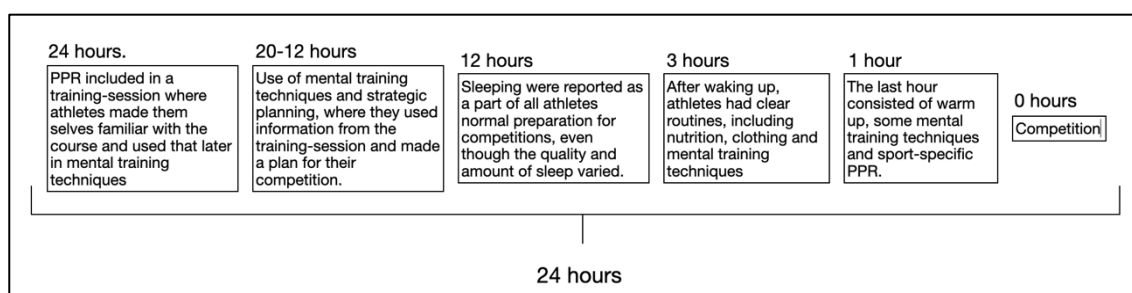 24 hours.
PPR included in a
training-session where
athletes made them
selves familiar with the
course and used that later
in mental training
techniques
20-12 hours
Use of mental training
techniques and strategic
planning, where they used
information from the
training-session and made
a plan for their
competition.
12 hours
Sleeping were reported as
a part of all athletes
normal preparation for
competitions, even
though the quality and
amount of sleep varied.
3 hours
After waking up,
athletes had clear
routines, including
nutrition, clothing and
mental training
techniques
1 hour
The last hour
consisted of warm
up, some mental
training techniques
and sport-specific
PPR.
0 hours
Competition
24 hours